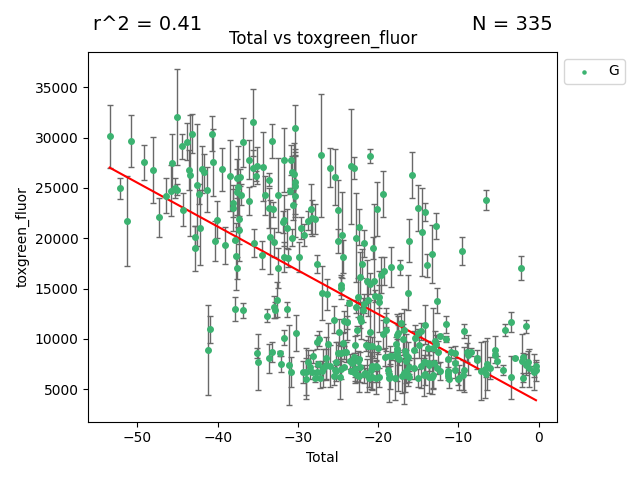 r^2 = 0.41
N = 335
Total vs toxgreen_fluor
G
35000
30000
25000
20000
15000
10000
5000
toxgreen_fluor
−50
−40
−30
−20
−10
0
Total